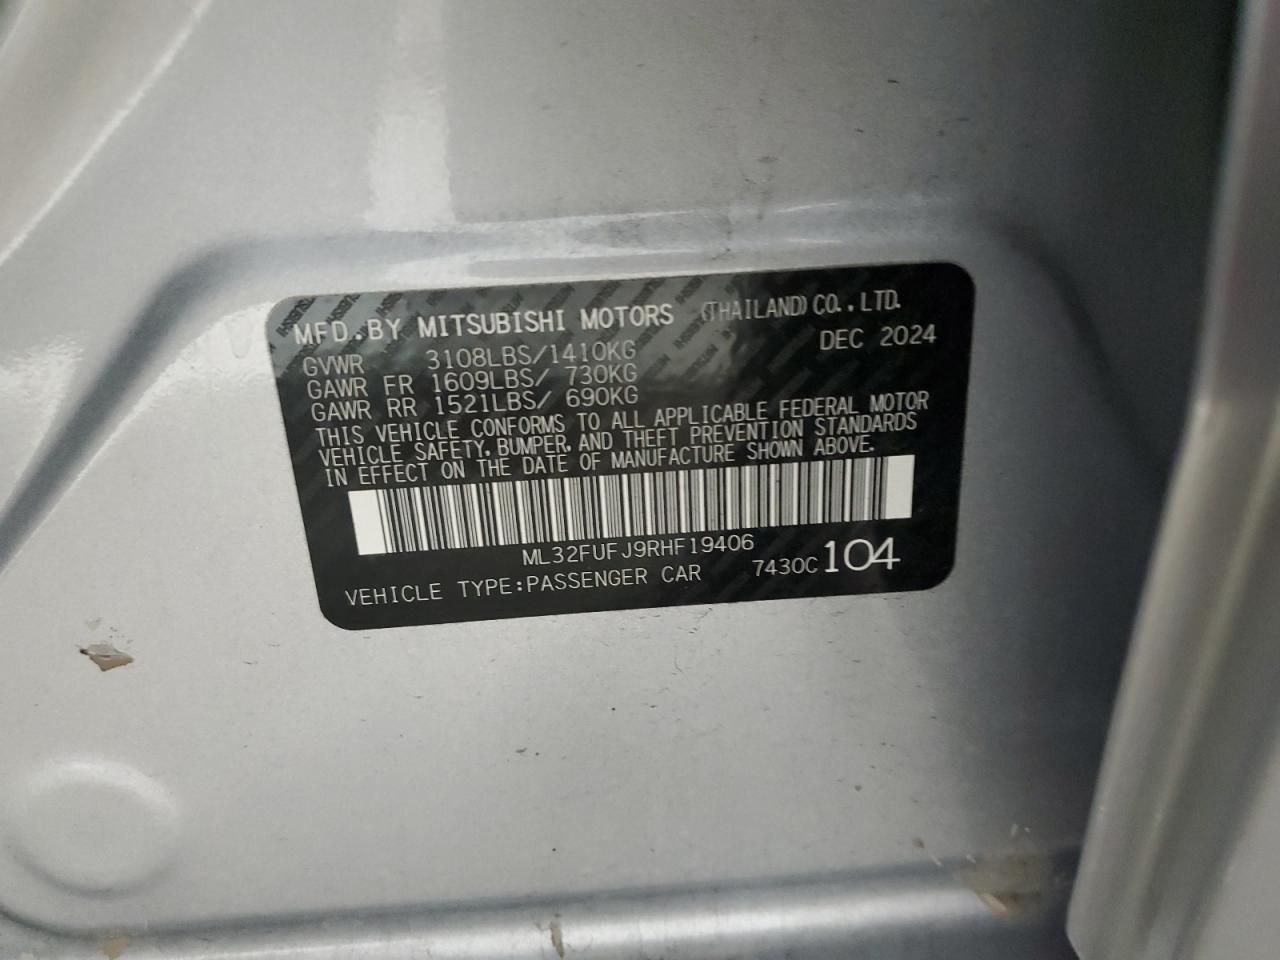 MFD. BY MITSUBISHI MOTORS (THAILAND) CO., LTD.
GVWR 3108LBS/1410KG DEC 2024
GAWR FR 1609LBS/ 730KG
GAWR RR 1521LBS/ 690KG
THIS VEHICLE CONFORMS TO ALL APPLICABLE FEDERAL MOTOR
VEHICLE SAFETY, BUMPER, AND THEFT PREVENTION STANDARDS
IN EFFECT ON THE DATE OF MANUFACTURE SHOWN ABOVE.
ML32FUFJ9RHF19406
VEHICLE TYPE:PASSENGER CAR 7430C 104